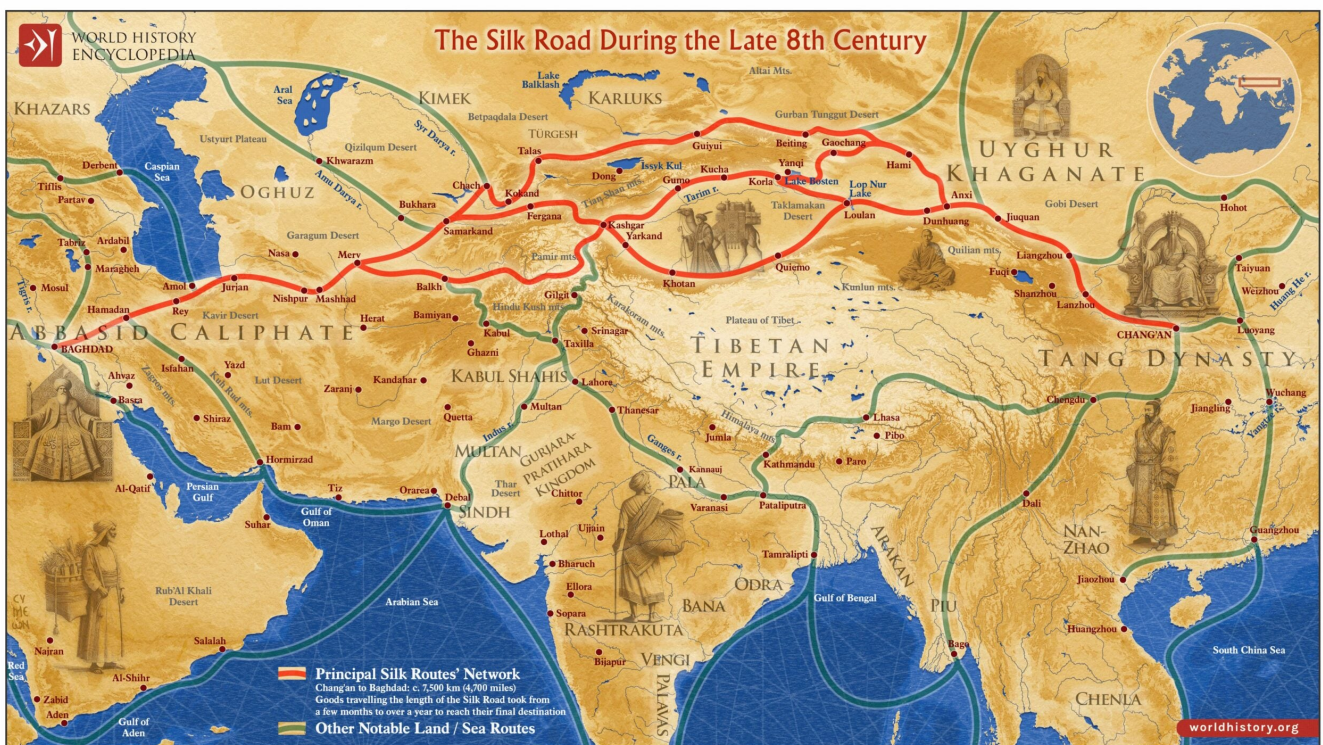 WORLD HISTORY
ENCYCLOPEDIA
The Silk Road During the Late 8th Century
KHAZARS
Aral
Sea
KIMEK
Lake
Balklash
KARLUKS
Altai Mts.
Betpaqdala Desert
Ustyurt Plateau
Qizilqum Desert
Syr Darya r.
TÜRGESH
Gurban Tunggut Desert
UYGHUR
KHAGANATE
Derbent
Caspian
Sea
Tiflis
Partav
OGHUZ
Khwarazm
Amu Darya r.
Bukhara
Chach
Talas
Kokand
Fergana
Samarkand
Dong
Issyk Kul
Tian Shan mts.
Guiyui
Beiting
Gaochang
Hami
Gumo
Kucha
Korla
Yanqi
Lake Bosten
Tarim r.
Taklamakan
Desert
Lop Nur
Lake
Loulan
Dunhuang
Anxi
Jiuquan
Gobi Desert
Hohot
Tabriz
Ardabil
Maragheh
Mosul
Tigris r.
Garagum Desert
Nasa
Merv
Amol
Jurjan
Nishpur
Mashhad
Rey
Hamadan
Kavir Desert
Balkh
Pamir mts.
Kashgar
Yarkand
Khotan
Quiemo
Quilian mts.
Kunlun mts.
Fuqi
Shanzhou
Liangzhou
Lanzhou
CHANG'AN
Taiyuan
Weizhou
Huang He r.
Luoyang
ABBASID CALIPHATE
BAGHDAD
Herat
Bamiyan
Hindu Kush mts.
Kabul
Ghazni
Gilgit
Karakoram mts.
Srinagar
Taxilla
Plateau of Tibet
TIBETAN
EMPIRE
TANG DYNASTY
Ahvaz
Basra
Zagros mts.
Isfahan
Yazd
Kuh Rud mts.
Lut Desert
Shiraz
Bam
Zaranj
Kandahar
Margo Desert
Quetta
KABUL SHAHIS
Lahore
Multan
Indus r.
Thanesar
Himalaya mts.
Jumla
Lhasa
Pibo
Paro
Kathmandu
Chengdu
Jiangling
Wuchang
Hormirzad
Al-Qatif
Persian
Gulf
Suhar
Gulf of
Oman
Tiz
Orarea
Debal
MULTAN
SINDH
Thar
Desert
GURJARA-
PRATIHARA
KINGDOM
Chittor
Ganges r.
Kannauj
PALA
Varanasi
Pataliputra
Tamralipti
Dali
NAN-
ZHAO
Guangzhou
Jiaozhou
Huangzhou
Lothal
Ujjain
Bharuch
Ellora
Sopara
RASHTRAKUTA
Bijapur
BANA
ODRA
VENGI
PALAVAS
Gulf of Bengal
ARAKAN
PIU
Bago
CHENLA
South China Sea
Rub'Al Khali
Desert
Arabian Sea
Salalah
Najran
Red
Sea
Zabid
Aden
Al-Shihr
Gulf of
Aden
Principal Silk Routes' Network
Chang'an to Baghdad: c. 7,500 km (4,700 miles)
Goods travelling the length of the Silk Road took from
a few months to over a year to reach their final destination
Other Notable Land / Sea Routes
worldhistory.org